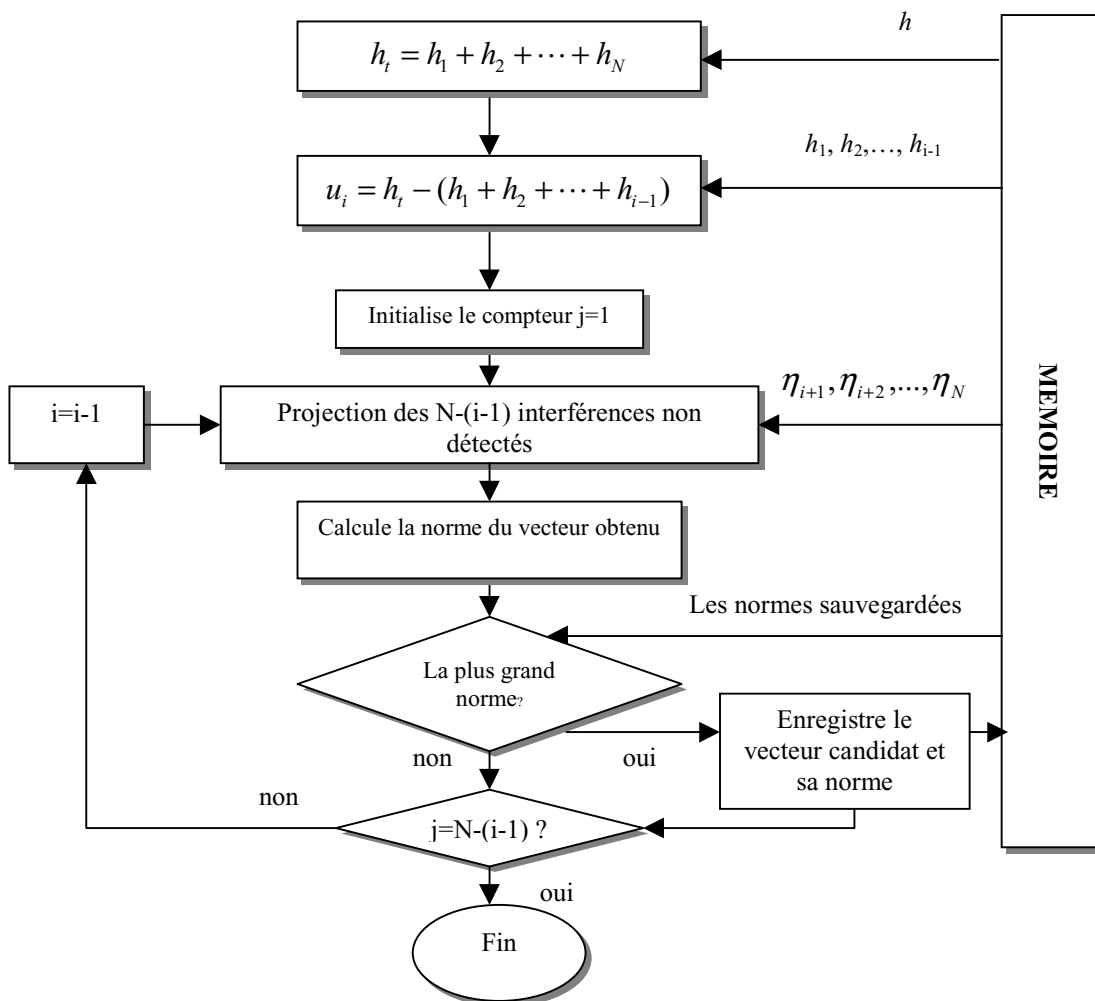 h
h_t = h_1 + h_2 + ⋯ + h_N
h_1, h_2,…, h_{i-1}
u_i = h_t − (h_1 + h_2 + ⋯ + h_{i−1})
Initialise le compteur j=1
η_{i+1}, η_{i+2}, ..., η_N
i=i-1
Projection des N-(i-1) interférences non
détectés
MEMOIRE
Calcule la norme du vecteur obtenu
Les normes sauvegardées
La plus grand
norme?
Enregistre le
vecteur candidat et
sa norme
non
oui
non
j=N-(i-1) ?
oui
Fin